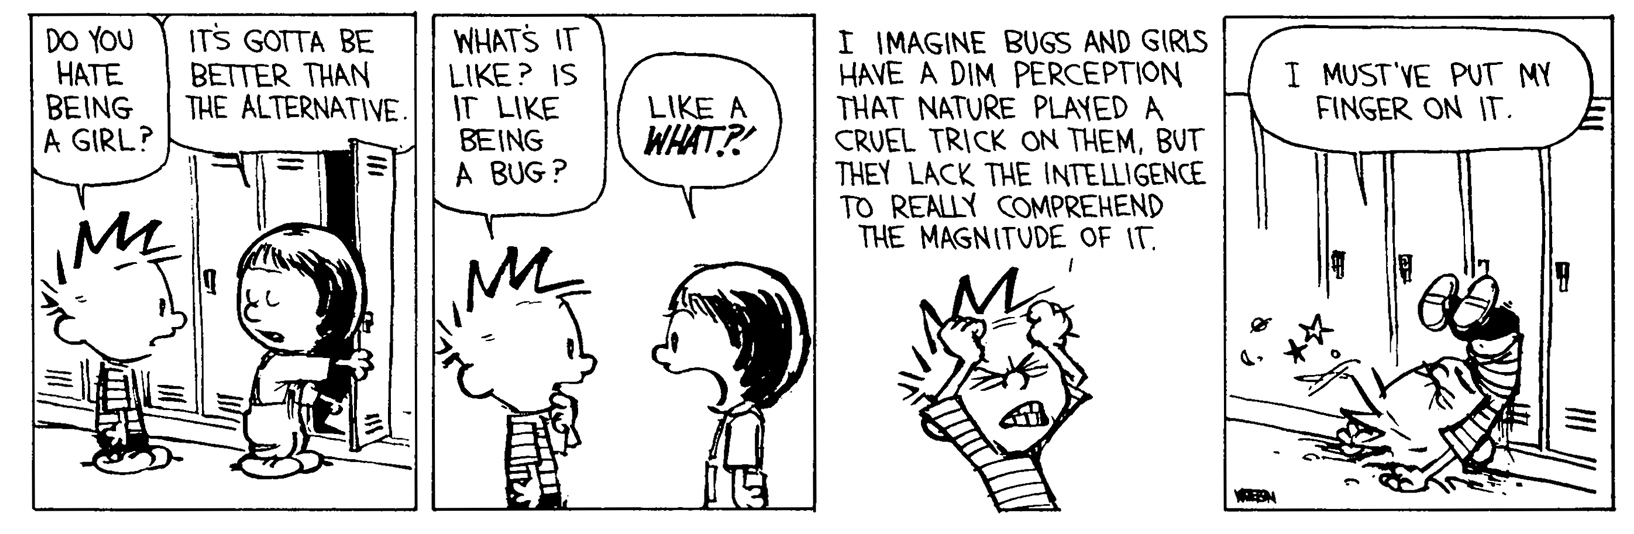 DO YOU
HATE
BEING
A GIRL?
IT'S GOTTA BE
BETTER THAN
THE ALTERNATIVE.
WHAT'S IT
LIKE? IS
IT LIKE
BEING
A BUG?
LIKE A
WHAT?!
I IMAGINE BUGS AND GIRLS
HAVE A DIM PERCEPTION
THAT NATURE PLAYED A
CRUEL TRICK ON THEM, BUT
THEY LACK THE INTELLIGENCE
TO REALLY COMPREHEND
THE MAGNITUDE OF IT.
I MUST'VE PUT MY
FINGER ON IT.
WATTERSON